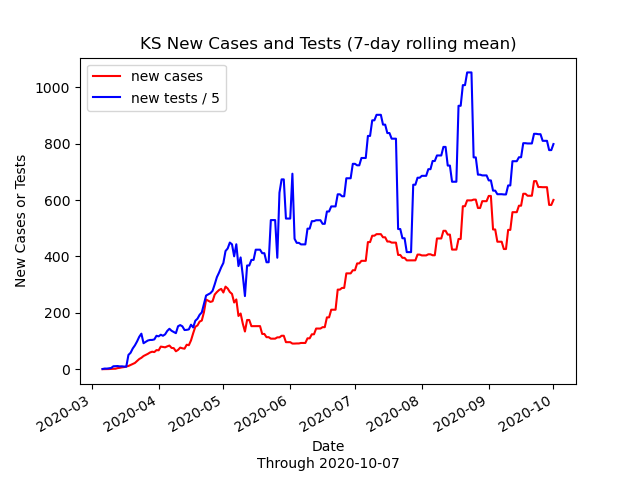 KS New Cases and Tests (7-day rolling mean)
new cases
new tests / 5
1000
800
600
400
200
0
New Cases or Tests
2020-03
2020-04
2020-05
2020-06
2020-07
2020-08
2020-09
2020-10
Date
Through 2020-10-07